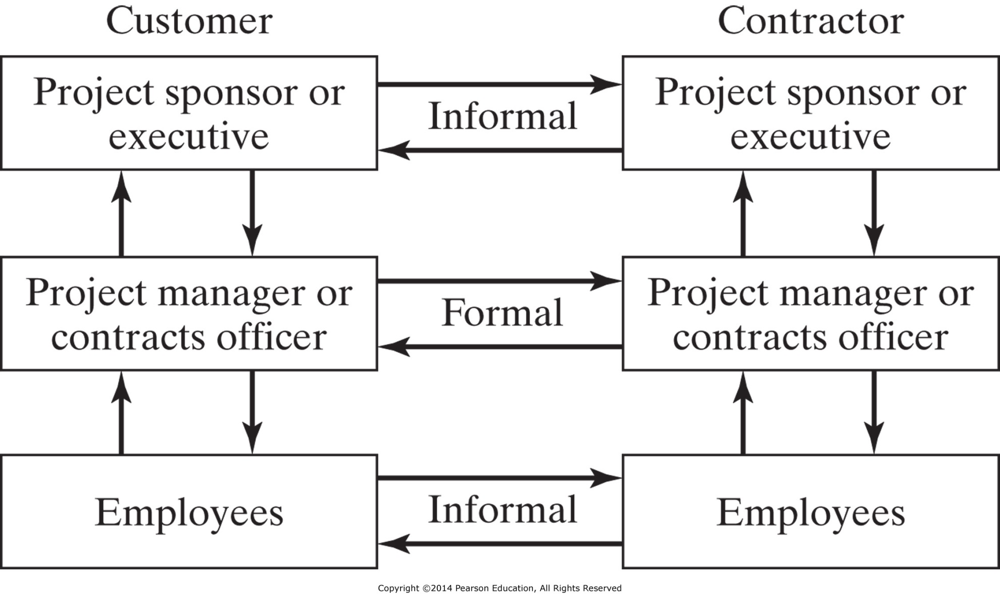 Customer
Contractor
Project sponsor or
executive
Informal
Project sponsor or
executive
Project manager or
contracts officer
Formal
Project manager or
contracts officer
Employees
Informal
Employees
Copyright ©2014 Pearson Education, All Rights Reserved